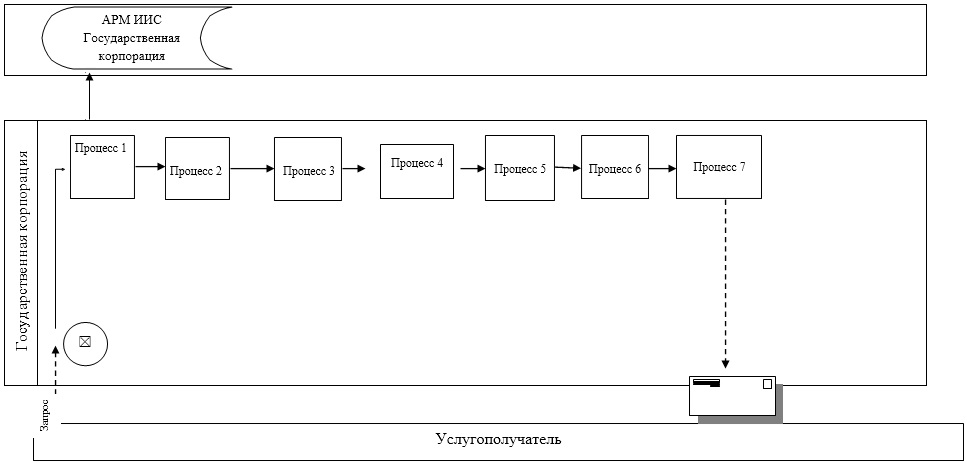 АРМ ИИС
Государственная
корпорация
Государственная корпорация
Процесс 1
Процесс 2
Процесс 3
Процесс 4
Процесс 5
Процесс 6
Процесс 7
Запрос
Услугополучатель